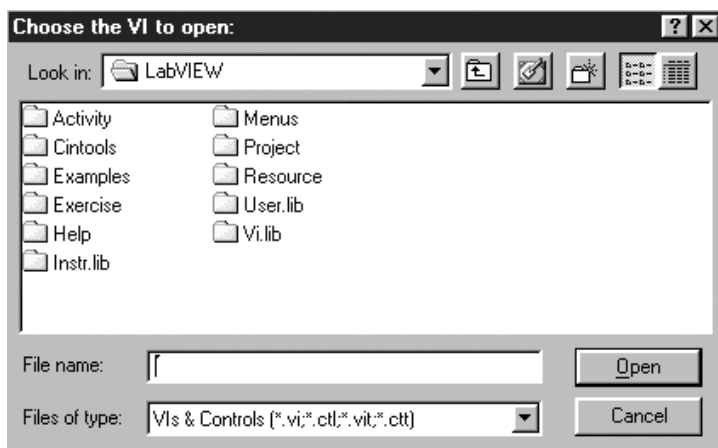 Choose the VI to open:
?
Look in: LabVIEW
Activity
Cintools
Examples
Exercise
Help
Instr.lib
Menus
Project
Resource
User.lib
Vi.lib
File name:
Open
Files of type: VIs & Controls (*.vi;*.ctl;*.vit;*.ctt)
Cancel